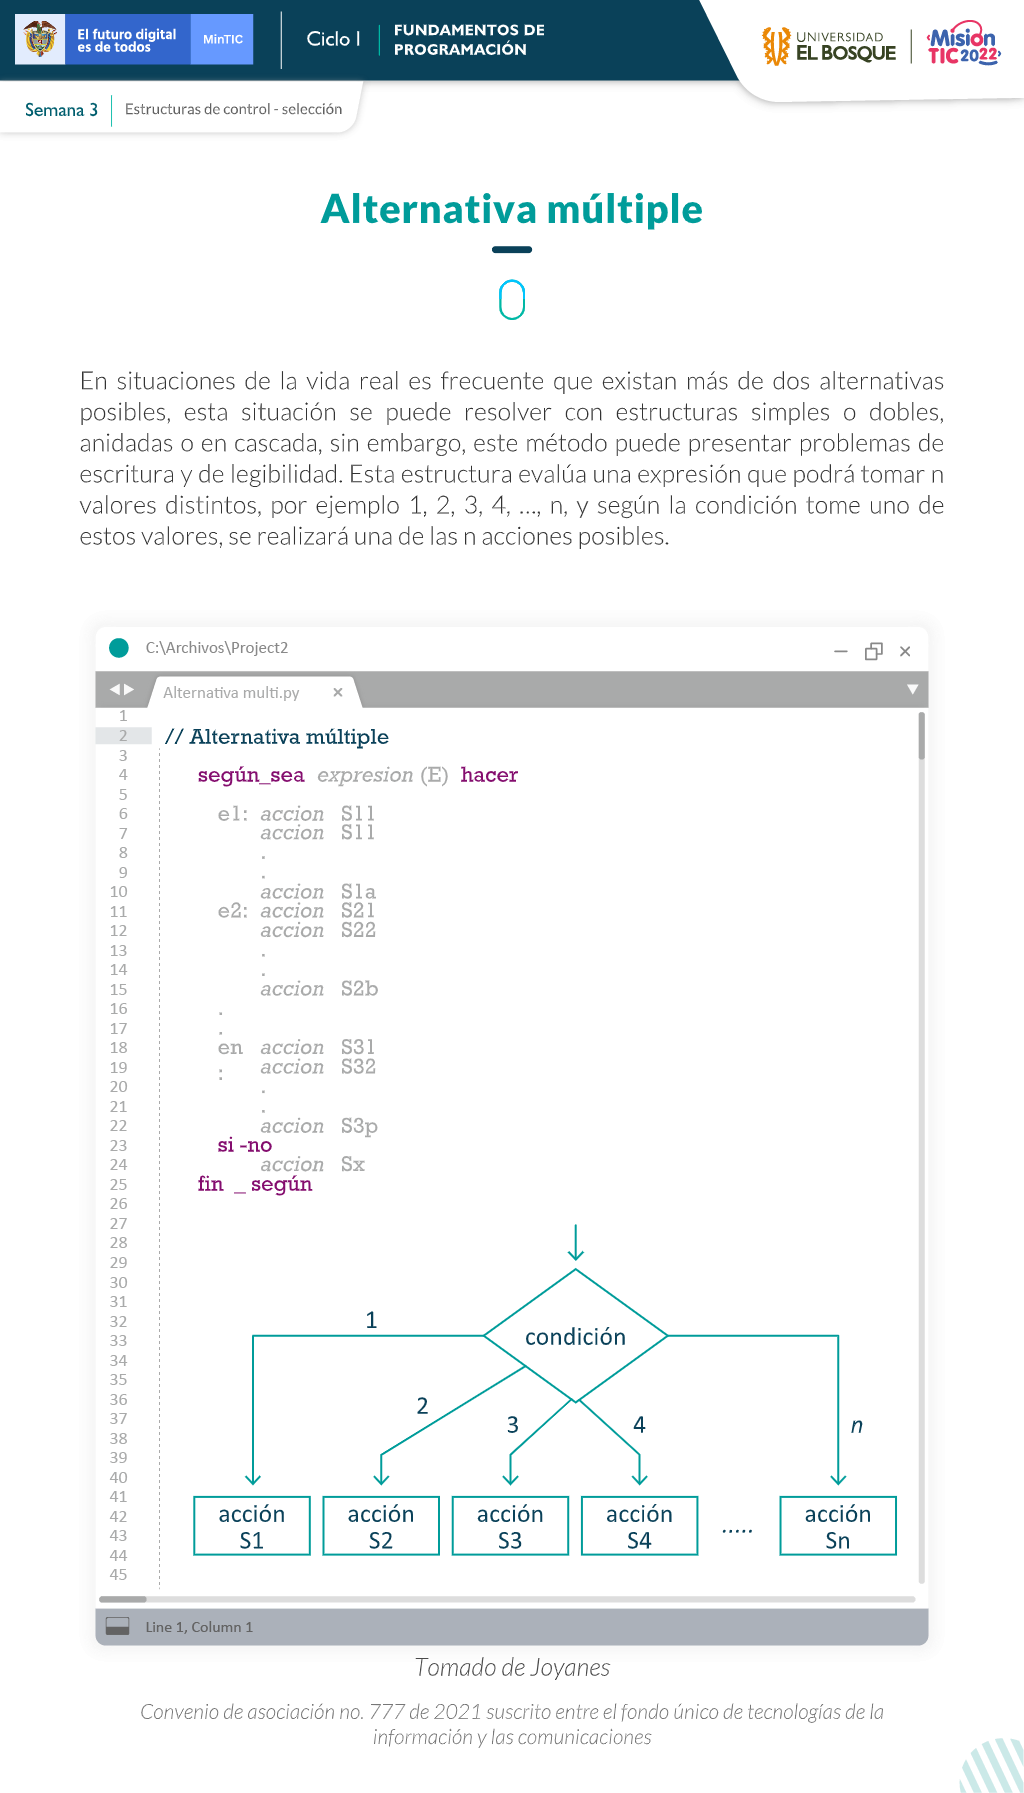 El futuro digital
es de todos
MinTIC
Ciclo I
FUNDAMENTOS DE
PROGRAMACIÓN
UNIVERSIDAD
EL BOSQUE
Misión
TIC2022
Semana 3
Estructuras de control - selección
Alternativa múltiple
En situaciones de la vida real es frecuente que existan más de dos alternativas
posibles, esta situación se puede resolver con estructuras simples o dobles,
anidadas o en cascada, sin embargo, este método puede presentar problemas de
escritura y de legibilidad. Esta estructura evalúa una expresión que podrá tomar n
valores distintos, por ejemplo 1, 2, 3, 4, ..., n, y según la condición tome uno de
estos valores, se realizará una de las n acciones posibles.
C:\Archivos\Project2
Alternativa multi.py
1
2 // Alternativa múltiple
3
4 según_sea expresion (E) hacer
5
6 e1: accion S11
7 accion S11
8 .
9 .
10 accion S1a
11 e2: accion S21
12 accion S22
13 .
14 .
15 accion S2b
16 .
17 .
18 en accion S31
19 : accion S32
20 .
21 .
22 accion S3p
23 si -no
24 accion Sx
25 fin _ según
26
27
28
29
30
31
32
33
34
35
36
37
38
39
40
41
42
43
44
45
condición
1
2
3
4
n
acción
S1
acción
S2
acción
S3
acción
S4
.....
acción
Sn
Line 1, Column 1
Tomado de Joyanes
Convenio de asociación no. 777 de 2021 suscrito entre el fondo único de tecnologías de la
información y las comunicaciones